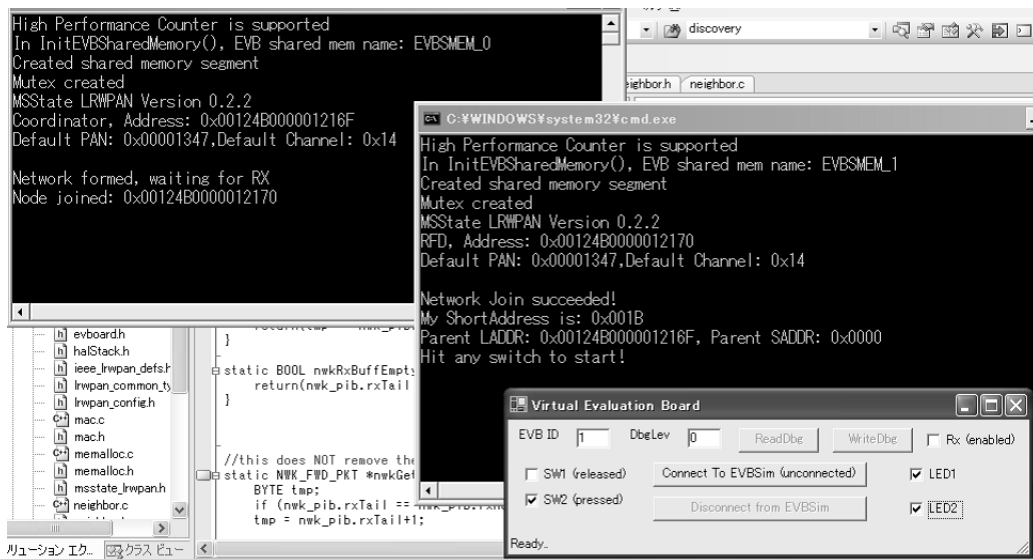 High Performance Counter is supported
In InitEVBSharedMemory(), EVB shared mem name: EVBSMEM_0
Created shared memory segment
Mutex created
MSState LRWPAN Version 0.2.2
Coordinator, Address: 0x00124B000001216F
Default PAN: 0x00001347,Default Channel: 0x14
Network formed, waiting for RX
Node joined: 0x00124B0000012170
discovery
neighbor.h
neighbor.c
C:¥WINDOWS¥system32¥cmd.exe
High Performance Counter is supported
In InitEVBSharedMemory(), EVB shared mem name: EVBSMEM_1
Created shared memory segment
Mutex created
MSState LRWPAN Version 0.2.2
RFD, Address: 0x00124B0000012170
Default PAN: 0x00001347,Default Channel: 0x14
Network Join succeeded!
My ShortAddress is: 0x001B
Parent LADDR: 0x00124B000001216F, Parent SADDR: 0x0000
Hit any switch to start!
evboard.h
halStack.h
ieee_lrwpan_defs.h
lrwpan_common_ty
lrwpan_config.h
mac.c
mac.h
memalloc.c
memalloc.h
msstate_lrwpan.h
neighbor.c
リューション エク...
クラス ビュー
}
static BOOL nwkRxBuffEmpty
return(nwk_pib.rxTail
}
//this does NOT remove the
static NWK_FWD_PKT *nwkGet
BYTE tmp;
if (nwk_pib.rxTail ==
tmp = nwk_pib.rxTail+1;
Virtual Evaluation Board
EVB ID 1 DbgLev 0 ReadDbg WriteDbg Rx (enabled)
SW1 (released) Connect To EVBSim (unconnected) LED1
SW2 (pressed) Disconnect from EVBSim LED2
Ready..